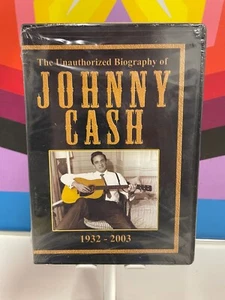 The Unauthorized Biography of
JOHNNY
CASH
1932 - 2003